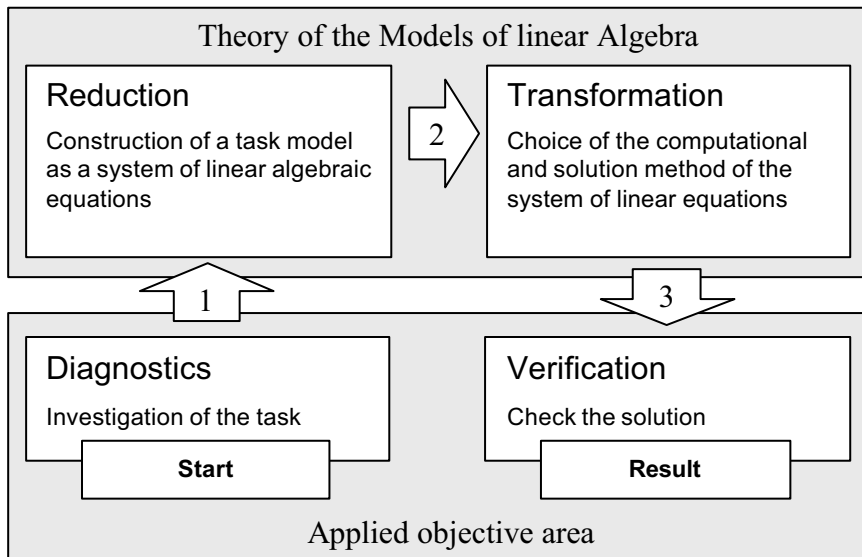 Theory of the Models of linear Algebra
Reduction
Construction of a task model
as a system of linear algebraic
equations
2
Transformation
Choice of the computational
and solution method of the
system of linear equations
1
3
Diagnostics
Investigation of the task
Start
Verification
Check the solution
Result
Applied objective area